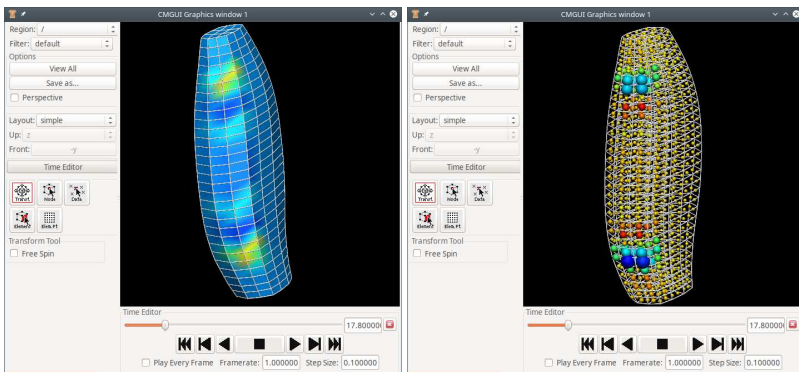 CMGUI Graphics window 1
Region: /
Filter: default
Options
View All
Save as...
Perspective
Layout: simple
Up: z
Front: -y
Time Editor
Transf. Node Data
Element Elem.Pt
Transform Tool
Free Spin
Time Editor
17.80000
Play Every Frame Framerate: 1.000000 Step Size: 0.100000
CMGUI Graphics window 1
Region: /
Filter: default
Options
View All
Save as...
Perspective
Layout: simple
Up: z
Front: -y
Time Editor
Transf. Node Data
Element Elem.Pt
Transform Tool
Free Spin
Time Editor
17.80000
Play Every Frame Framerate: 1.000000 Step Size: 0.100000